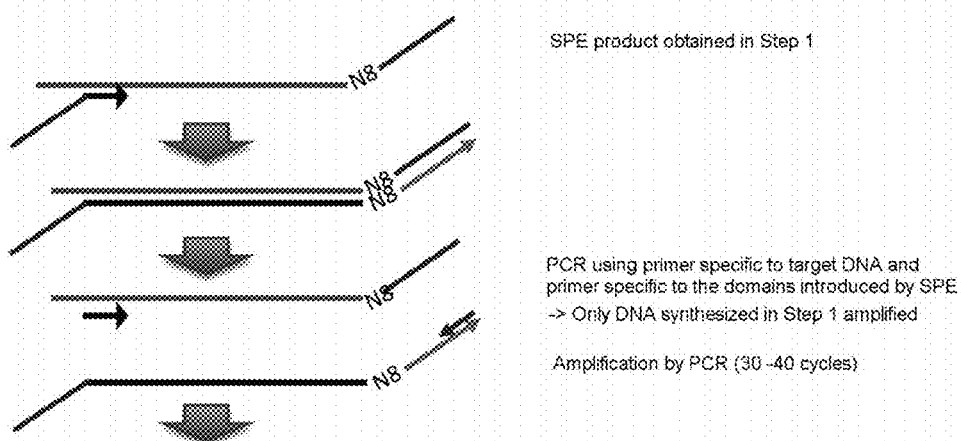 N8
SPE product obtained in Step 1
N8
N8
N8
PCR using primer specific to target DNA and
primer specific to the domains introduced by SPE
-> Only DNA synthesized in Step 1 amplified
N8
Amplification by PCR (30 -40 cycles)